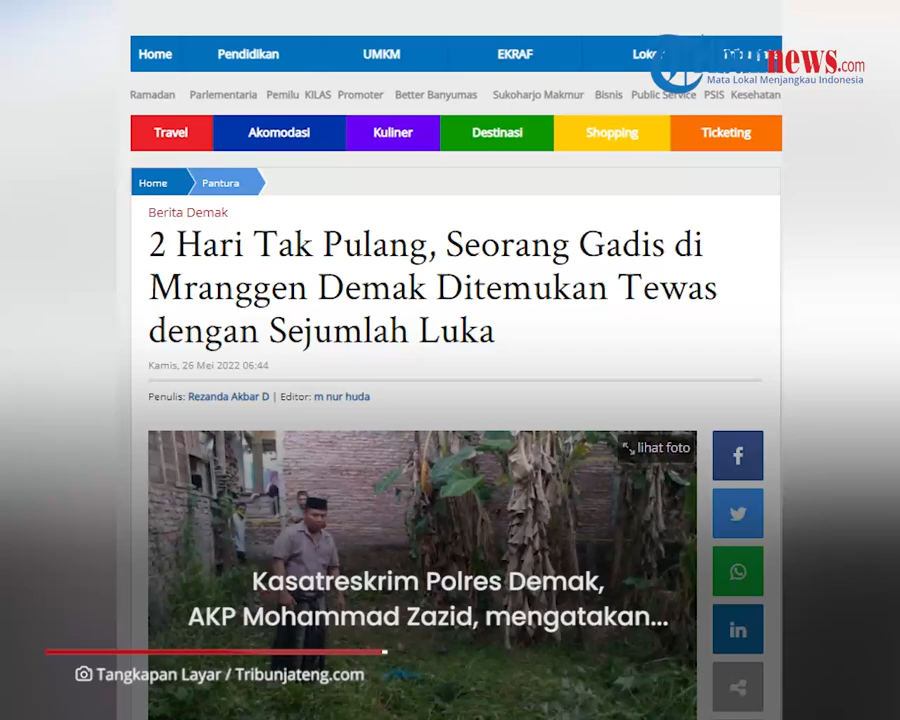 Home Pendidikan UMKM EKRAF
news.com
Mata Lokal Menjangkau Indonesia
Ramadan Parlementaria Pemilu KILAS Promoter Better Banyumas Sukoharjo Makmur Bisnis Public Service PSIS Kesehatan
Travel Akomodasi Kuliner Destinasi Shopping Ticketing
Home Pantura
Berita Demak
2 Hari Tak Pulang, Seorang Gadis di
Mranggen Demak Ditemukan Tewas
dengan Sejumlah Luka
Kamis, 26 Mei 2022 06:44
Penulis: Rezanda Akbar D | Editor: m nur huda
lihat foto
Kasatreskrim Polres Demak,
AKP Mohammad Zazid, mengatakan...
Tangkapan Layar / Tribunjateng.com